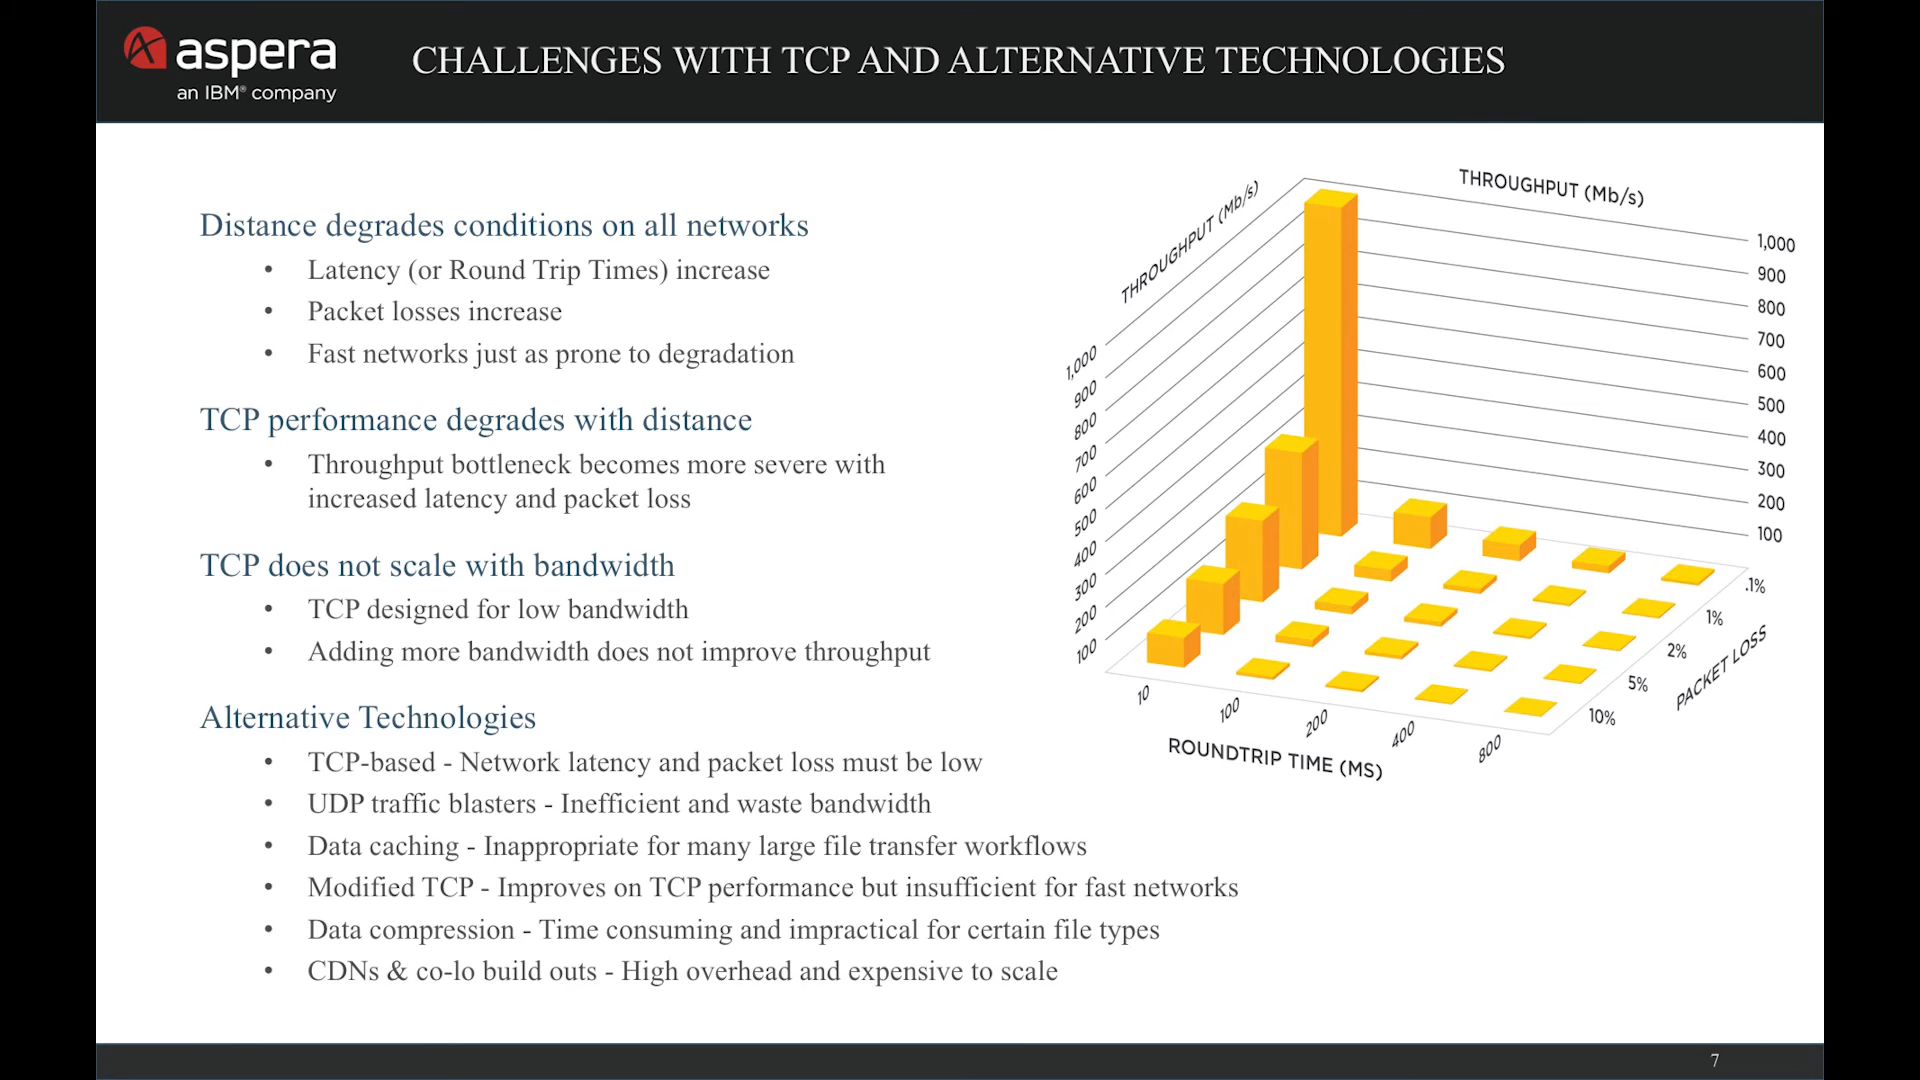 aspera
an IBM® company
CHALLENGES WITH TCP AND ALTERNATIVE TECHNOLOGIES
Distance degrades conditions on all networks
• Latency (or Round Trip Times) increase
• Packet losses increase
• Fast networks just as prone to degradation
TCP performance degrades with distance
• Throughput bottleneck becomes more severe with
increased latency and packet loss
TCP does not scale with bandwidth
• TCP designed for low bandwidth
• Adding more bandwidth does not improve throughput
Alternative Technologies
• TCP-based - Network latency and packet loss must be low
• UDP traffic blasters - Inefficient and waste bandwidth
• Data caching - Inappropriate for many large file transfer workflows
• Modified TCP - Improves on TCP performance but insufficient for fast networks
• Data compression - Time consuming and impractical for certain file types
• CDNs & co-lo build outs - High overhead and expensive to scale
THROUGHPUT (Mb/s)
1,000
900
800
700
600
500
400
300
200
100
THROUGHPUT (Mb/s)
1,000
900
800
700
600
500
400
300
200
100
.1%
1%
2%
5%
10%
PACKET LOSS
10
100
200
400
800
ROUNDTRIP TIME (MS)
7